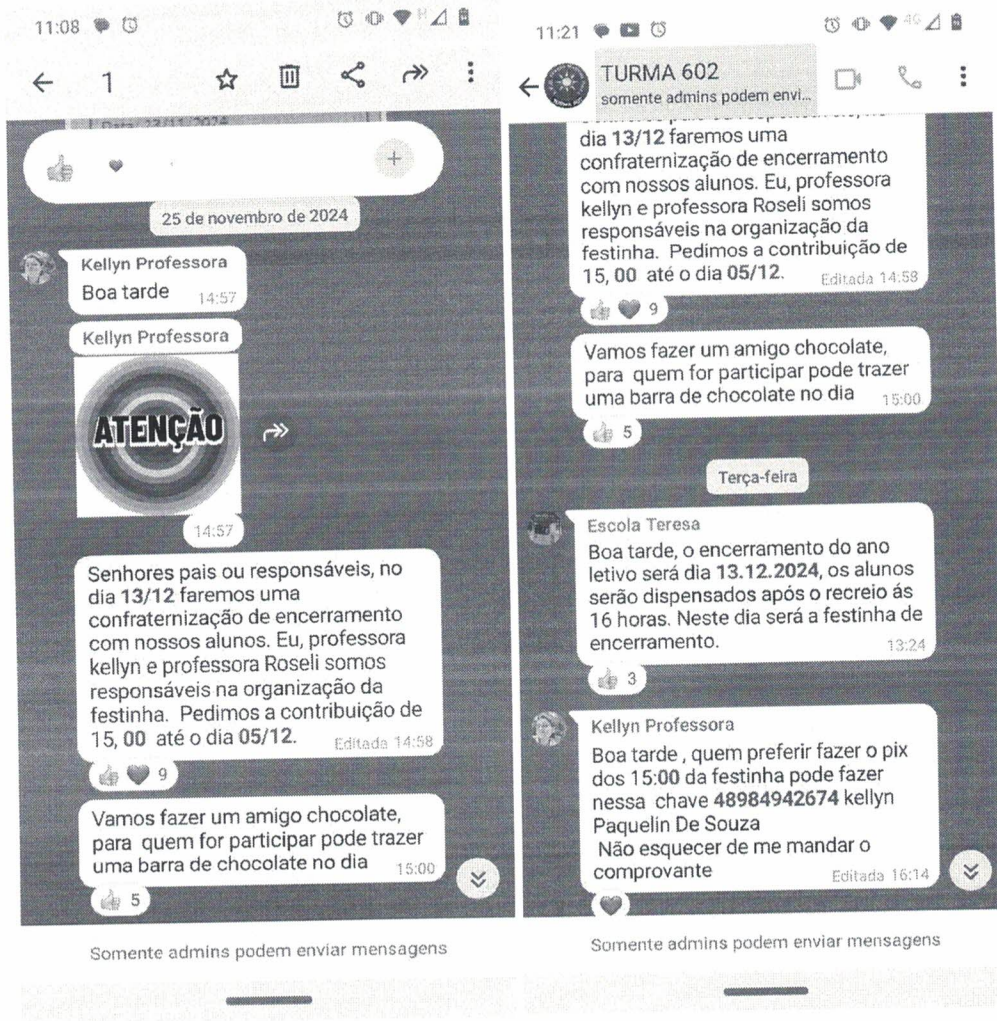 11:08
1
Data: 23/11/2024
25 de novembro de 2024
Kellyn Professora
Boa tarde
14:57
Kellyn Professora
ATENÇÃO
14:57
Senhores pais ou responsáveis, no
dia 13/12 faremos uma
confraternização de encerramento
com nossos alunos. Eu, professora
kellyn e professora Roseli somos
responsáveis na organização da
festinha. Pedimos a contribuição de
15, 00 até o dia 05/12.
Editada 14:58
9
Vamos fazer um amigo chocolate,
para quem for participar pode trazer
uma barra de chocolate no dia
15:00
5
Somente admins podem enviar mensagens
11:21
4G
TURMA 602
somente admins podem envi...
dia 13/12 faremos uma
confraternização de encerramento
com nossos alunos. Eu, professora
kellyn e professora Roseli somos
responsáveis na organização da
festinha. Pedimos a contribuição de
15, 00 até o dia 05/12.
Editada 14:58
9
Vamos fazer um amigo chocolate,
para quem for participar pode trazer
uma barra de chocolate no dia
15:00
5
Terça-feira
Escola Teresa
Boa tarde, o encerramento do ano
letivo será dia 13.12.2024, os alunos
serão dispensados após o recreio ás
16 horas. Neste dia será a festinha de
encerramento.
13:24
3
Kellyn Professora
Boa tarde , quem preferir fazer o pix
dos 15:00 da festinha pode fazer
nessa chave 48984942674 kellyn
Paquelin De Souza
Não esquecer de me mandar o
comprovante
Editada 16:14
Somente admins podem enviar mensagens